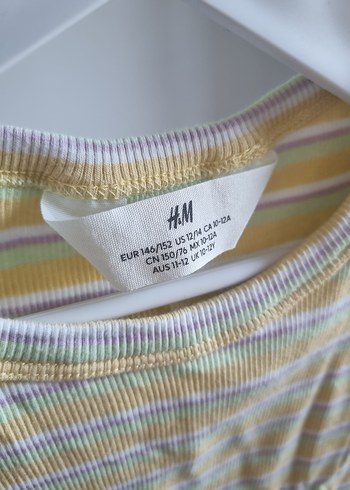 H&M
EUR 146/152 US 12/14 CA 10-12A
CN 150/76 MX 10-12A
AUS 11-12 UK 10-12Y